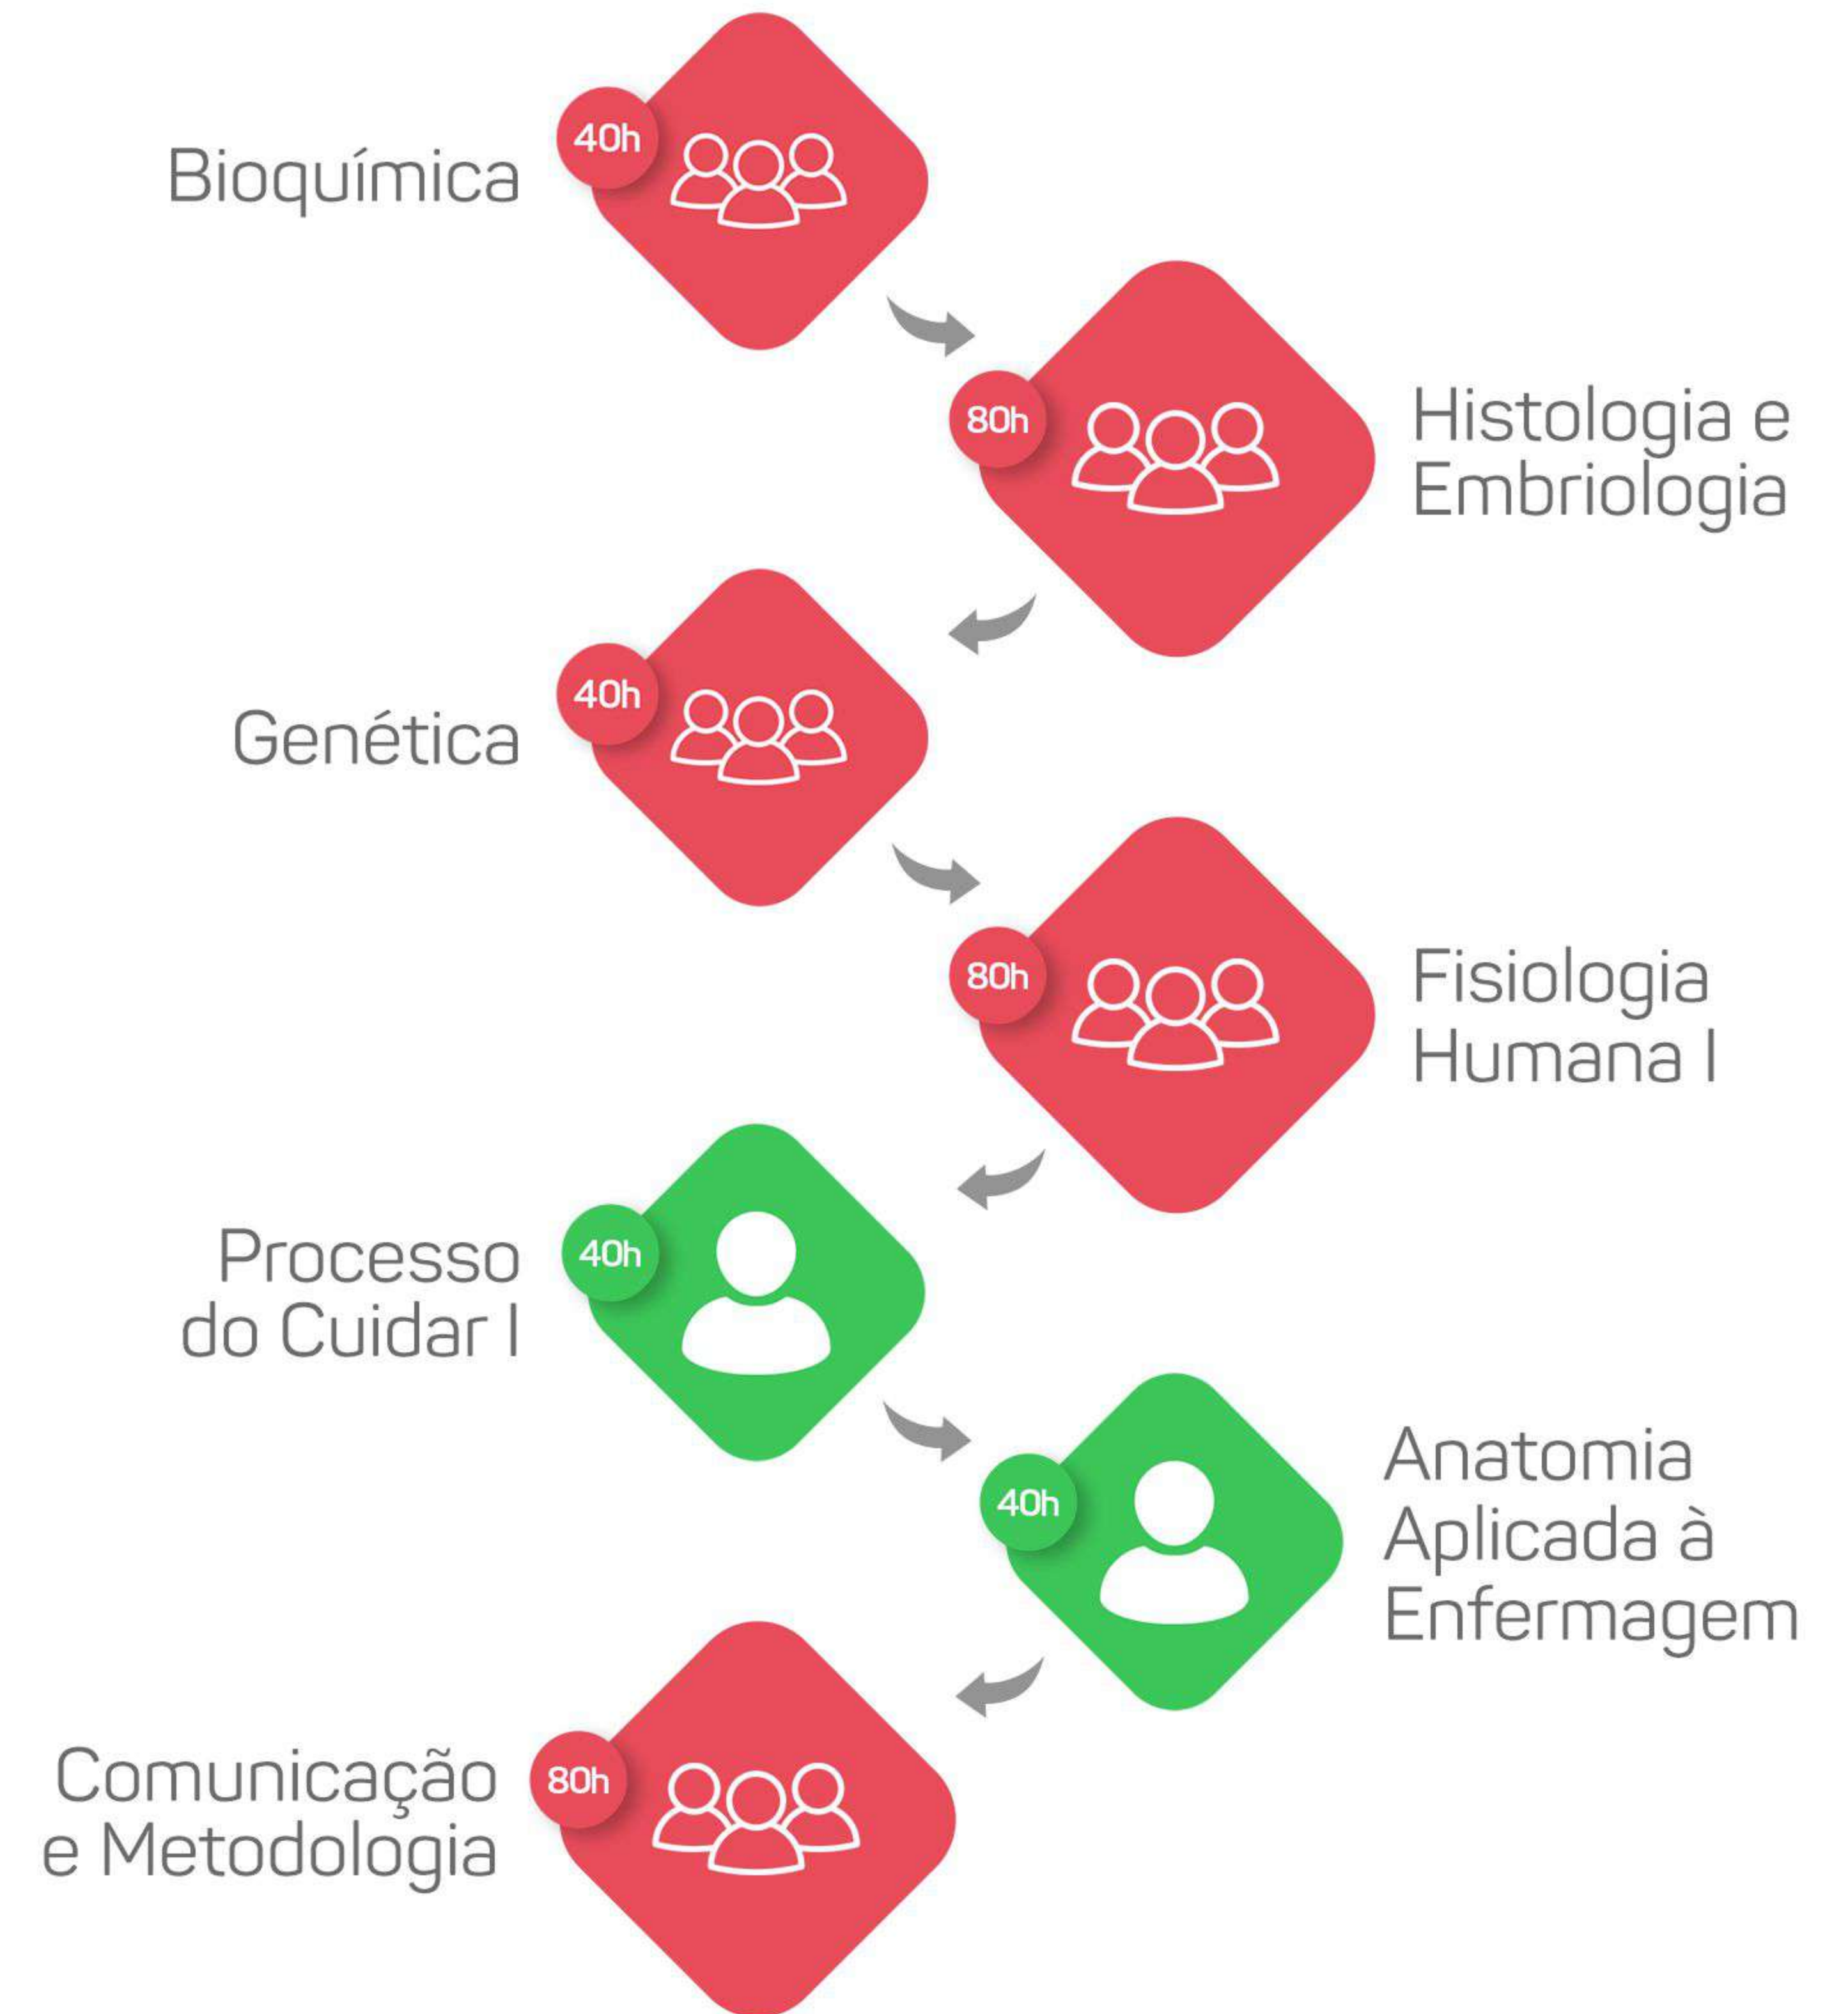 40h
Bioquímica
80h
Histologia e
Embriologia
40h
Genética
80h
Fisiologia
Humana I
40h
Processo
do Cuidar I
40h
Anatomia
Aplicada à
Enfermagem
80h
Comunicação
e Metodologia